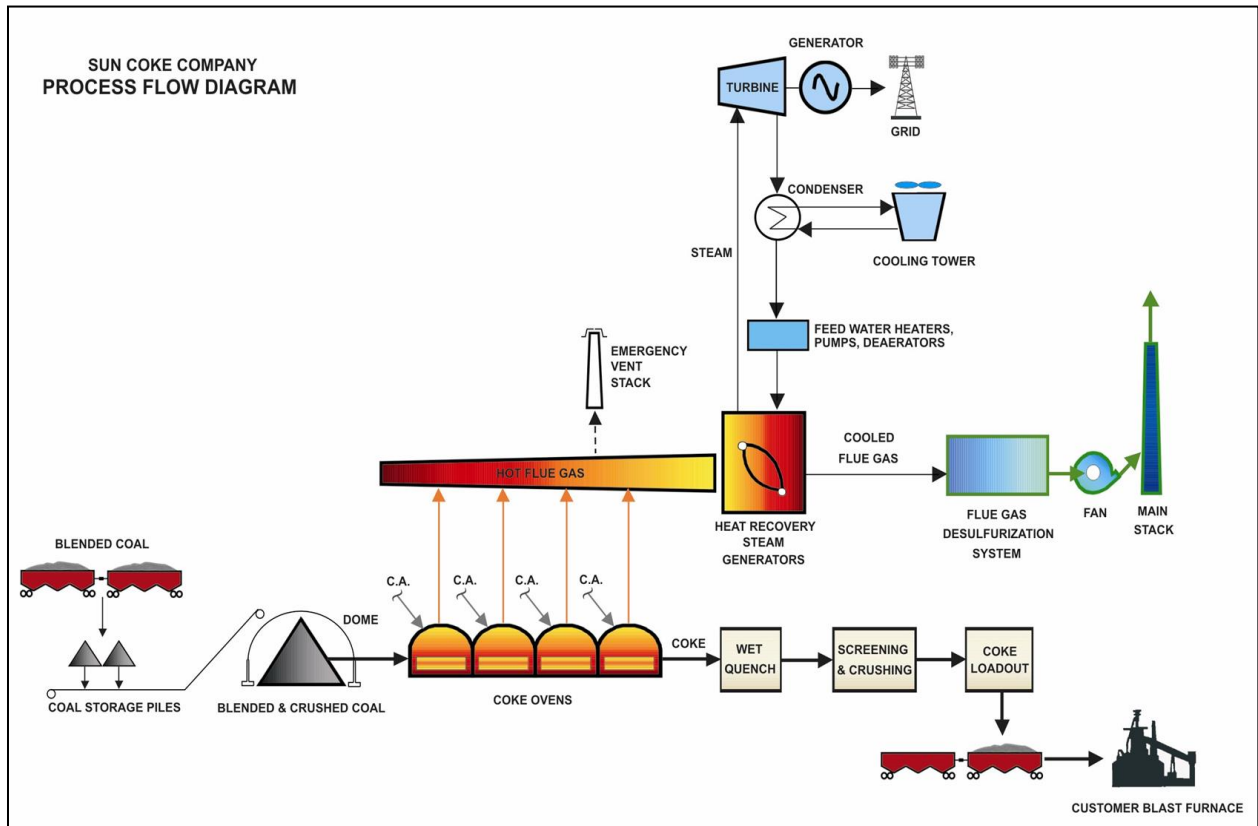 SUN COKE COMPANY
PROCESS FLOW DIAGRAM
GENERATOR
TURBINE
GRID
CONDENSER
STEAM
COOLING TOWER
FEED WATER HEATERS,
PUMPS, DEAERATORS
EMERGENCY
VENT
STACK
HOT FLUE GAS
COOLED
FLUE GAS
HEAT RECOVERY
STEAM
GENERATORS
FLUE GAS
DESULFURIZATION
SYSTEM
FAN
MAIN
STACK
BLENDED COAL
C.A.
C.A.
C.A.
C.A.
DOME
COAL STORAGE PILES
BLENDED & CRUSHED COAL
COKE OVENS
COKE
WET
QUENCH
SCREENING
& CRUSHING
COKE
LOADOUT
CUSTOMER BLAST FURNACE